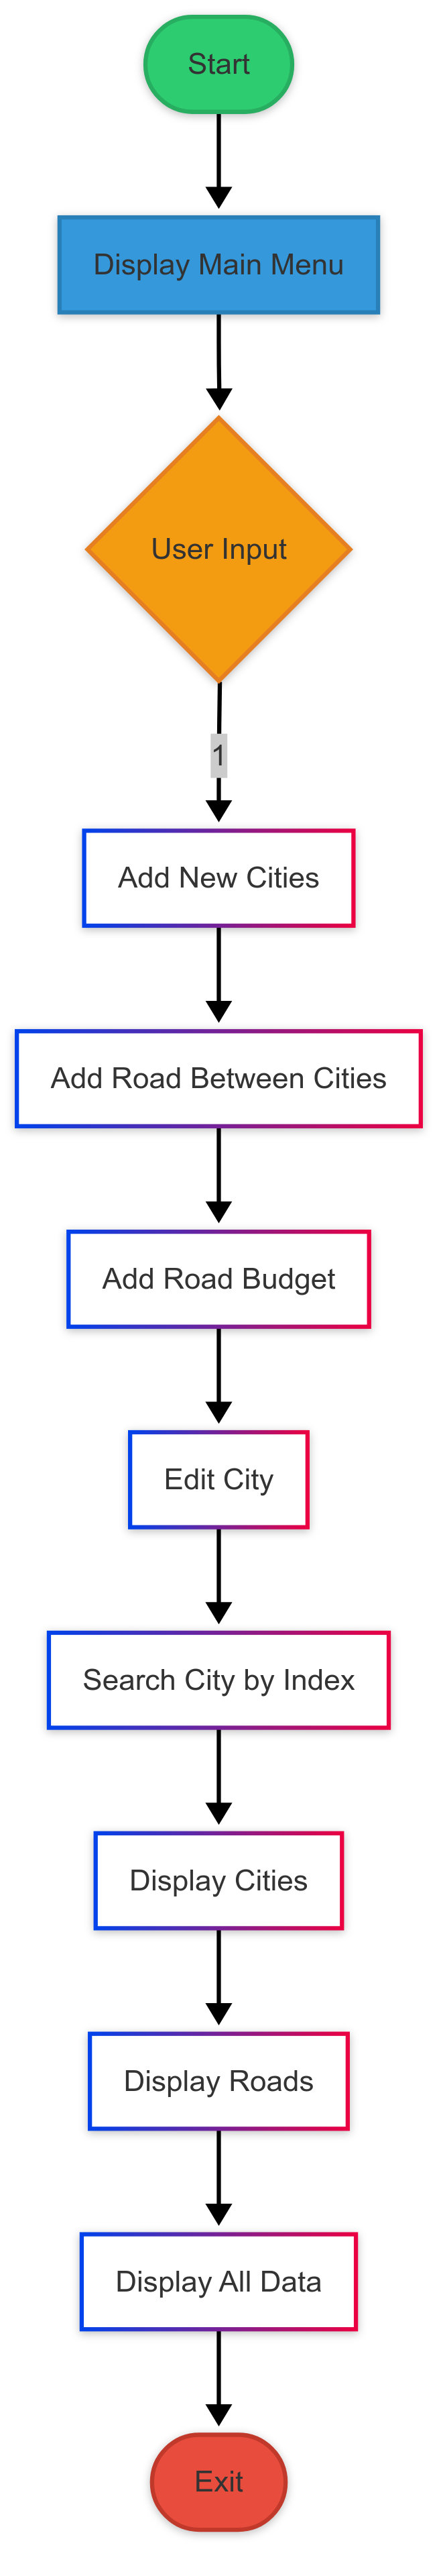 Start
Display Main Menu
User Input
1
Add New Cities
Add Road Between Cities
Add Road Budget
Edit City
Search City by Index
Display Cities
Display Roads
Display All Data
Exit